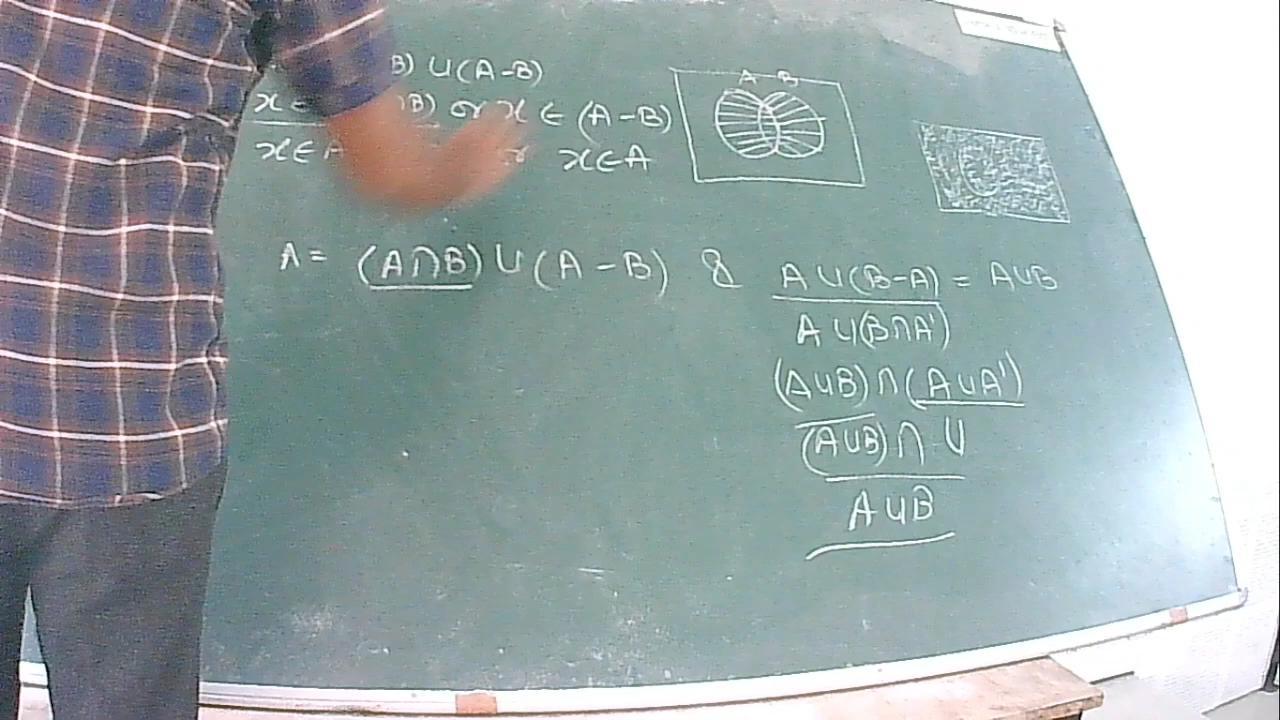 B) ∪ (A-B)
x ∈ ∩B) or x ∈ (A-B)
x∈A or x∈A
A B
A = (A∩B) ∪ (A-B) & A∪(B-A) = A∪B
A∪(B∩A')
(A∪B)∩(A∪A')
(A∪B)∩ U
A∪B